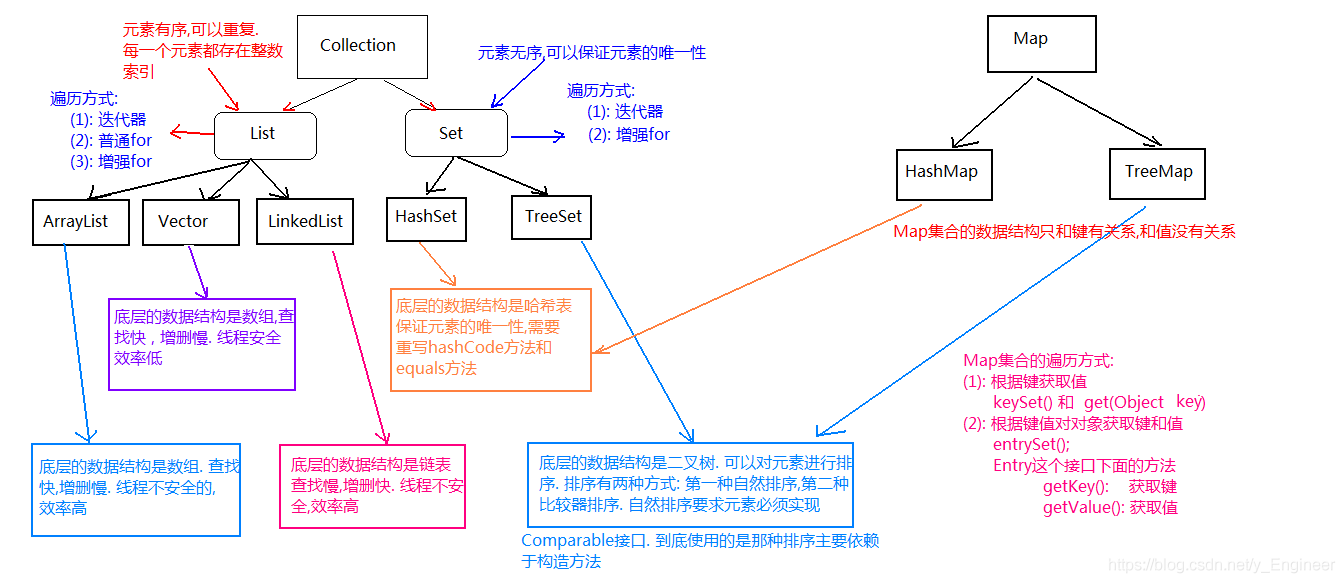 元素有序,可以重复.
每一个元素都存在整数
索引
Collection
元素无序,可以保证元素的唯一性
Map
遍历方式:
(1): 迭代器
(2): 普通for
(3): 增强for
List
Set
遍历方式:
(1): 迭代器
(2): 增强for
HashMap
TreeMap
ArrayList
Vector
LinkedList
HashSet
TreeSet
Map集合的数据结构只和键有关系,和值没有关系
底层的数据结构是数组,查
找快，增删慢. 线程安全
效率低
底层的数据结构是哈希表
保证元素的唯一性,需要
重写hashCode方法和
equals方法
Map集合的遍历方式:
(1): 根据键获取值
keySet() 和 get(Object key)
(2): 根据键值对对象获取键和值
entrySet();
Entry这个接口下面的方法
getKey(): 获取键
getValue(): 获取值
底层的数据结构是数组. 查找
快,增删慢. 线程不安全的,
效率高
底层的数据结构是链表
查找慢,增删快. 线程不安
全,效率高
底层的数据结构是二叉树. 可以对元素进行排
序. 排序有两种方式: 第一种自然排序,第二种
比较器排序. 自然排序要求元素必须实现
Comparable接口. 到底使用的是那种排序主要依赖
于构造方法
https://blog.csdn.net/y_Engineer